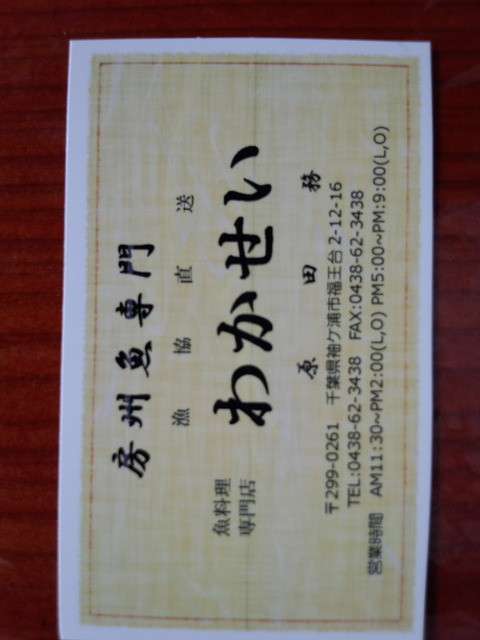 房州魚専門
漁協直送
魚料理
専門店
わかせい
原田務
〒299-0261 千葉県袖ケ浦市福王台2-12-16
TEL:0438-62-3438 FAX:0438-62-3438
営業時間 AM11:30~PM2:00(L,O) PM5:00~PM:9:00(L,O)